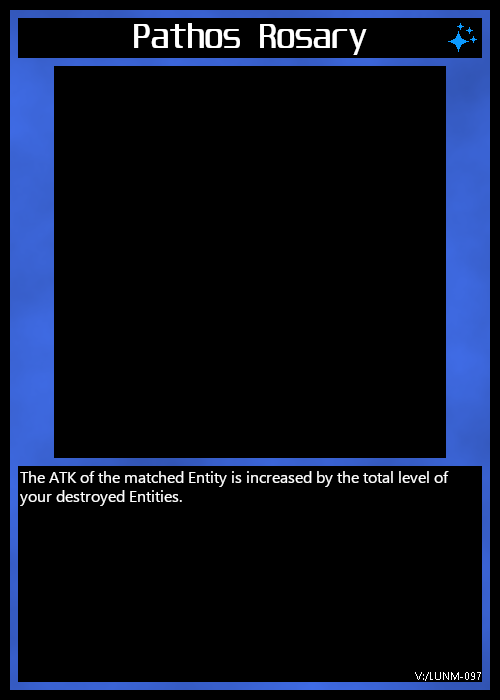 Pathos Rosary
The ATK of the matched Entity is increased by the total level of
your destroyed Entities.
V:/LUNM-097